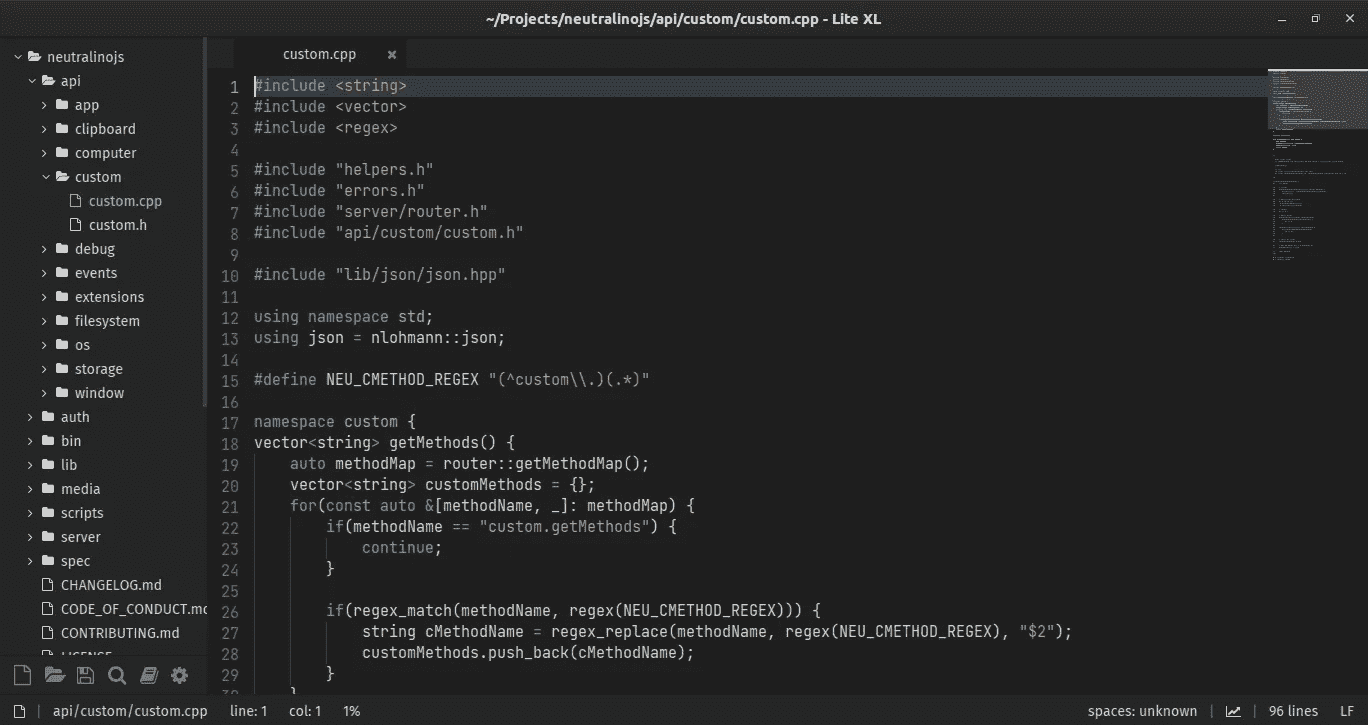 ~/Projects/neutralinojs/api/custom/custom.cpp - Lite XL
neutralinojs
api
app
clipboard
computer
custom
custom.cpp
custom.h
debug
events
extensions
filesystem
os
storage
window
auth
bin
lib
media
scripts
server
spec
CHANGELOG.md
CODE_OF_CONDUCT.md
CONTRIBUTING.md
LICENSE
custom.cpp
1 #include <string>
2 #include <vector>
3 #include <regex>
4
5 #include "helpers.h"
6 #include "errors.h"
7 #include "server/router.h"
8 #include "api/custom/custom.h"
9
10 #include "lib/json/json.hpp"
11
12 using namespace std;
13 using json = nlohmann::json;
14
15 #define NEU_CMETHOD_REGEX "(^custom\\.)(.*)"
16
17 namespace custom {
18 vector<string> getMethods() {
19     auto methodMap = router::getMethodMap();
20     vector<string> customMethods = {};
21     for(const auto &[methodName, _]: methodMap) {
22         if(methodName == "custom.getMethods") {
23             continue;
24         }
25
26         if(regex_match(methodName, regex(NEU_CMETHOD_REGEX))) {
27             string cMethodName = regex_replace(methodName, regex(NEU_CMETHOD_REGEX), "$2");
28             customMethods.push_back(cMethodName);
29         }
30     }
api/custom/custom.cpp line: 1 col: 1 1% spaces: unknown 96 lines LF